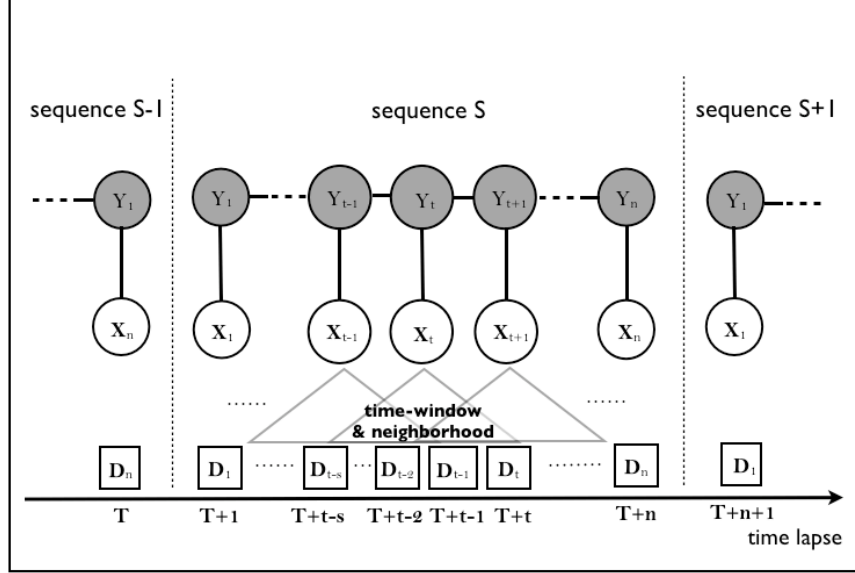 sequence S-1 sequence S sequence S+1
Y₁ Y₁ Yₜ₋₁ Yₜ Yₜ₊₁ Yₙ Y₁
Xₙ X₁ Xₜ₋₁ Xₜ Xₜ₊₁ Xₙ X₁
...... ......
time-window
& neighborhood
Dₙ D₁ ...... Dₜ₋ₛ ... Dₜ₋₂ Dₜ₋₁ Dₜ ........ Dₙ D₁
T T+1 T+t-s T+t-2 T+t-1 T+t T+n T+n+1
time lapse